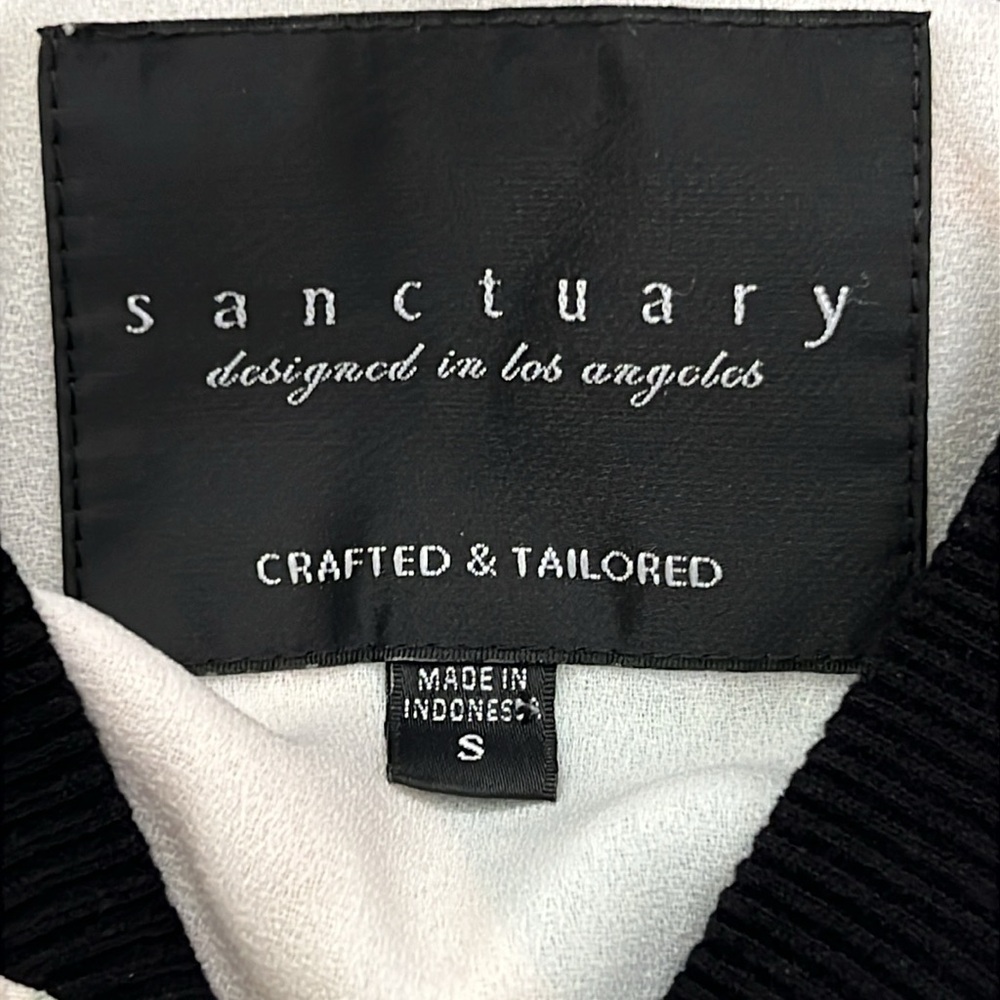 sanctuary
designed in los angeles
CRAFTED & TAILORED
MADE IN
INDONESIA
S